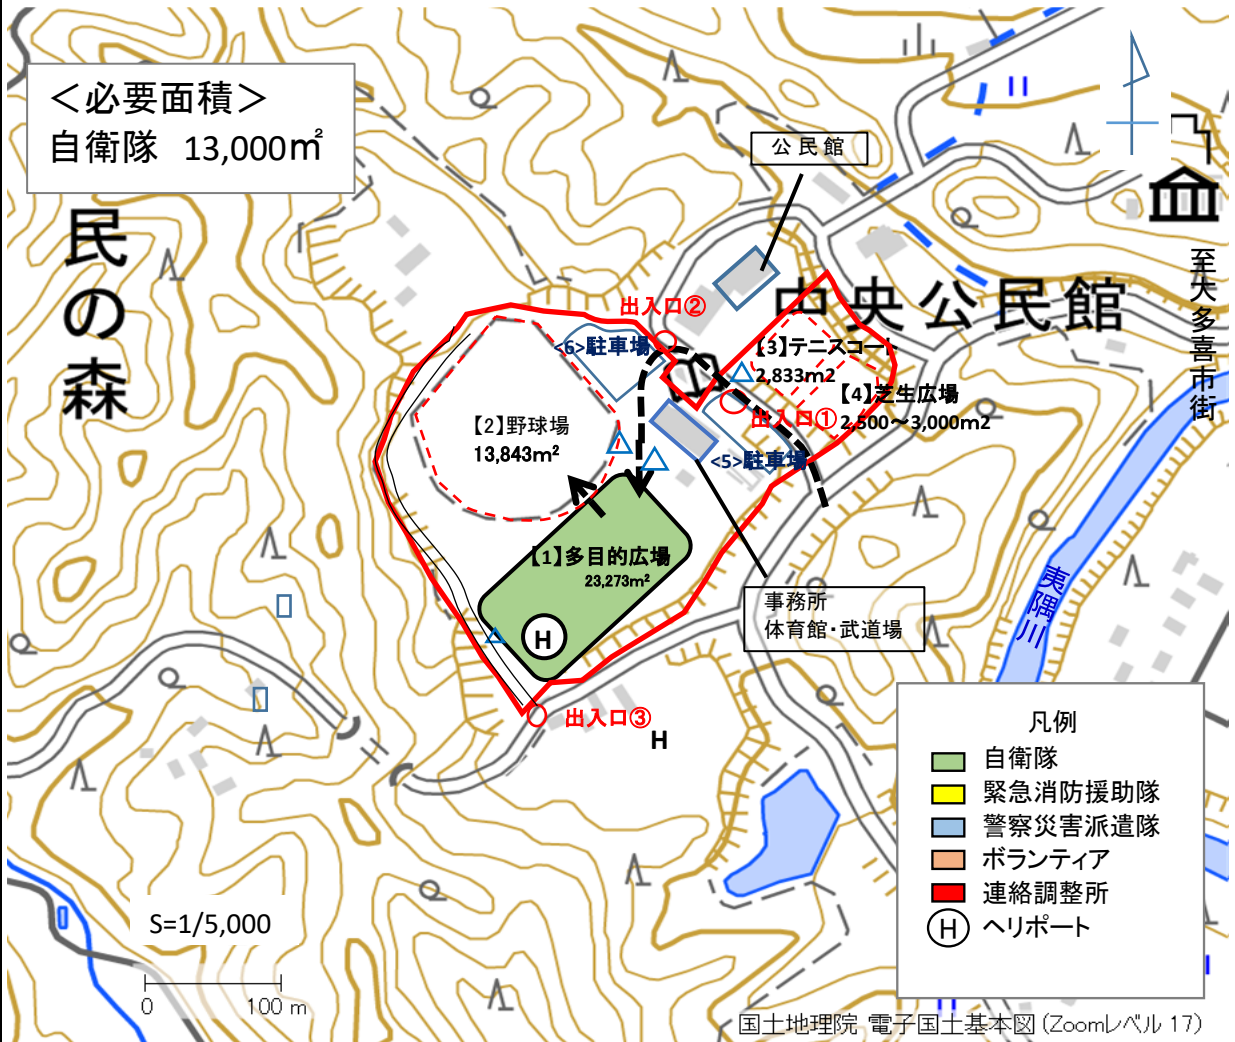 ＜必要面積＞
自衛隊 13,000㎡
民の森
公民館
中央公民館
至大多喜市街
出入口②
<6>駐車場
【3】テニスコート
2,833m2
【4】芝生広場
2,500～3,000m2
出入口①
<5>駐車場
【2】野球場
13,843m²
【1】多目的広場
23,273m²
H
事務所
体育館・武道場
夷隅川
出入口③
H
凡例
自衛隊
緊急消防援助隊
警察災害派遣隊
ボランティア
連絡調整所
H ヘリポート
S=1/5,000
0 100 m
国土地理院 電子国土基本図 (Zoomレベル 17)